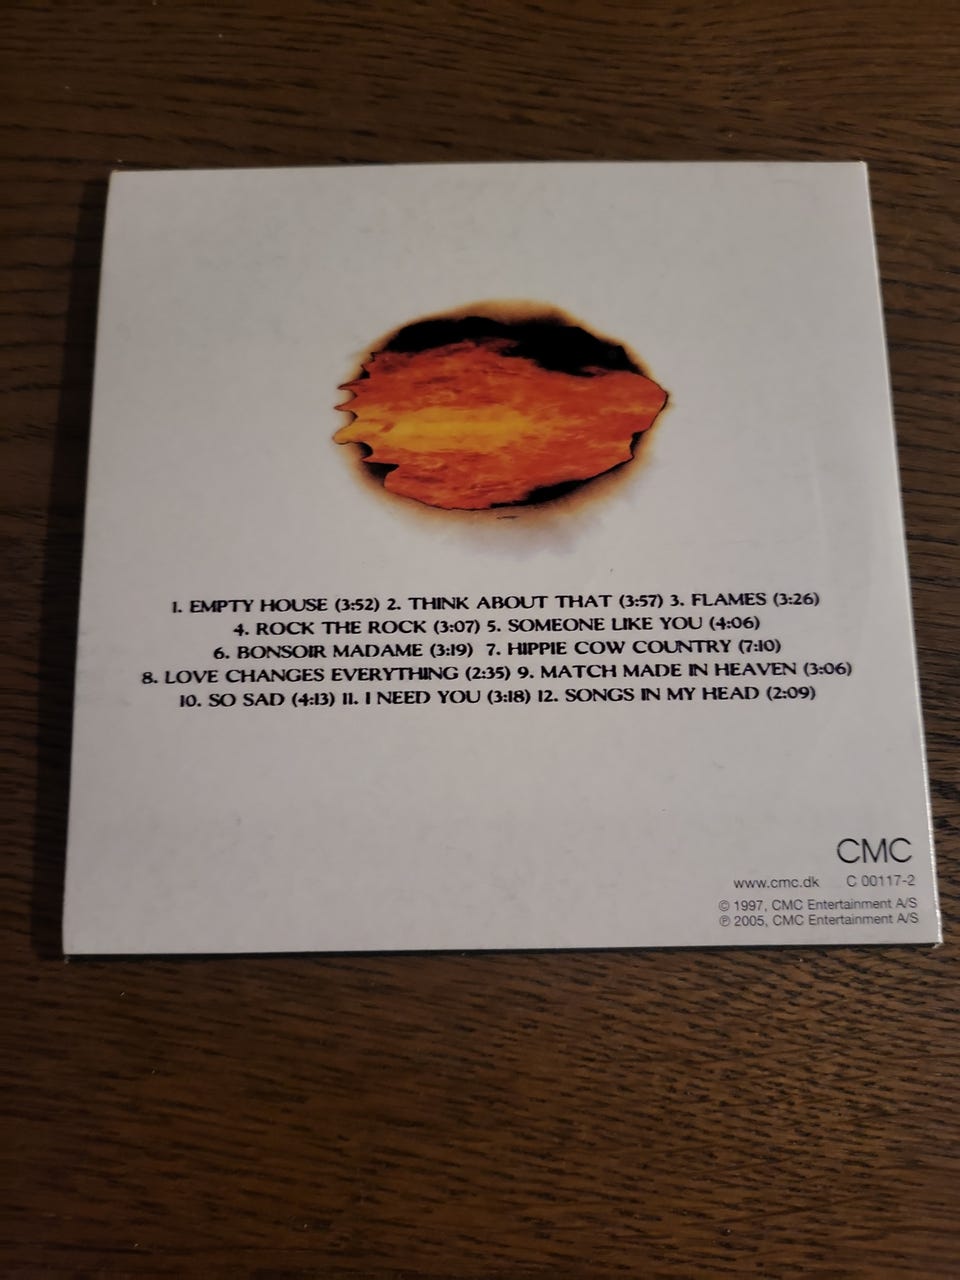 1. EMPTY HOUSE (3:52) 2. THINK ABOUT THAT (3:57) 3. FLAMES (3:26)
4. ROCK THE ROCK (3:07) 5. SOMEONE LIKE YOU (4:06)
6. BONSOIR MADAME (3:19) 7. HIPPIE COW COUNTRY (7:10)
8. LOVE CHANGES EVERYTHING (2:35) 9. MATCH MADE IN HEAVEN (3:06)
10. SO SAD (4:13) 11. I NEED YOU (3:18) 12. SONGS IN MY HEAD (2:09)
CMC
www.cmc.dk C 00117-2
© 1997, CMC Entertainment A/S
℗ 2005, CMC Entertainment A/S